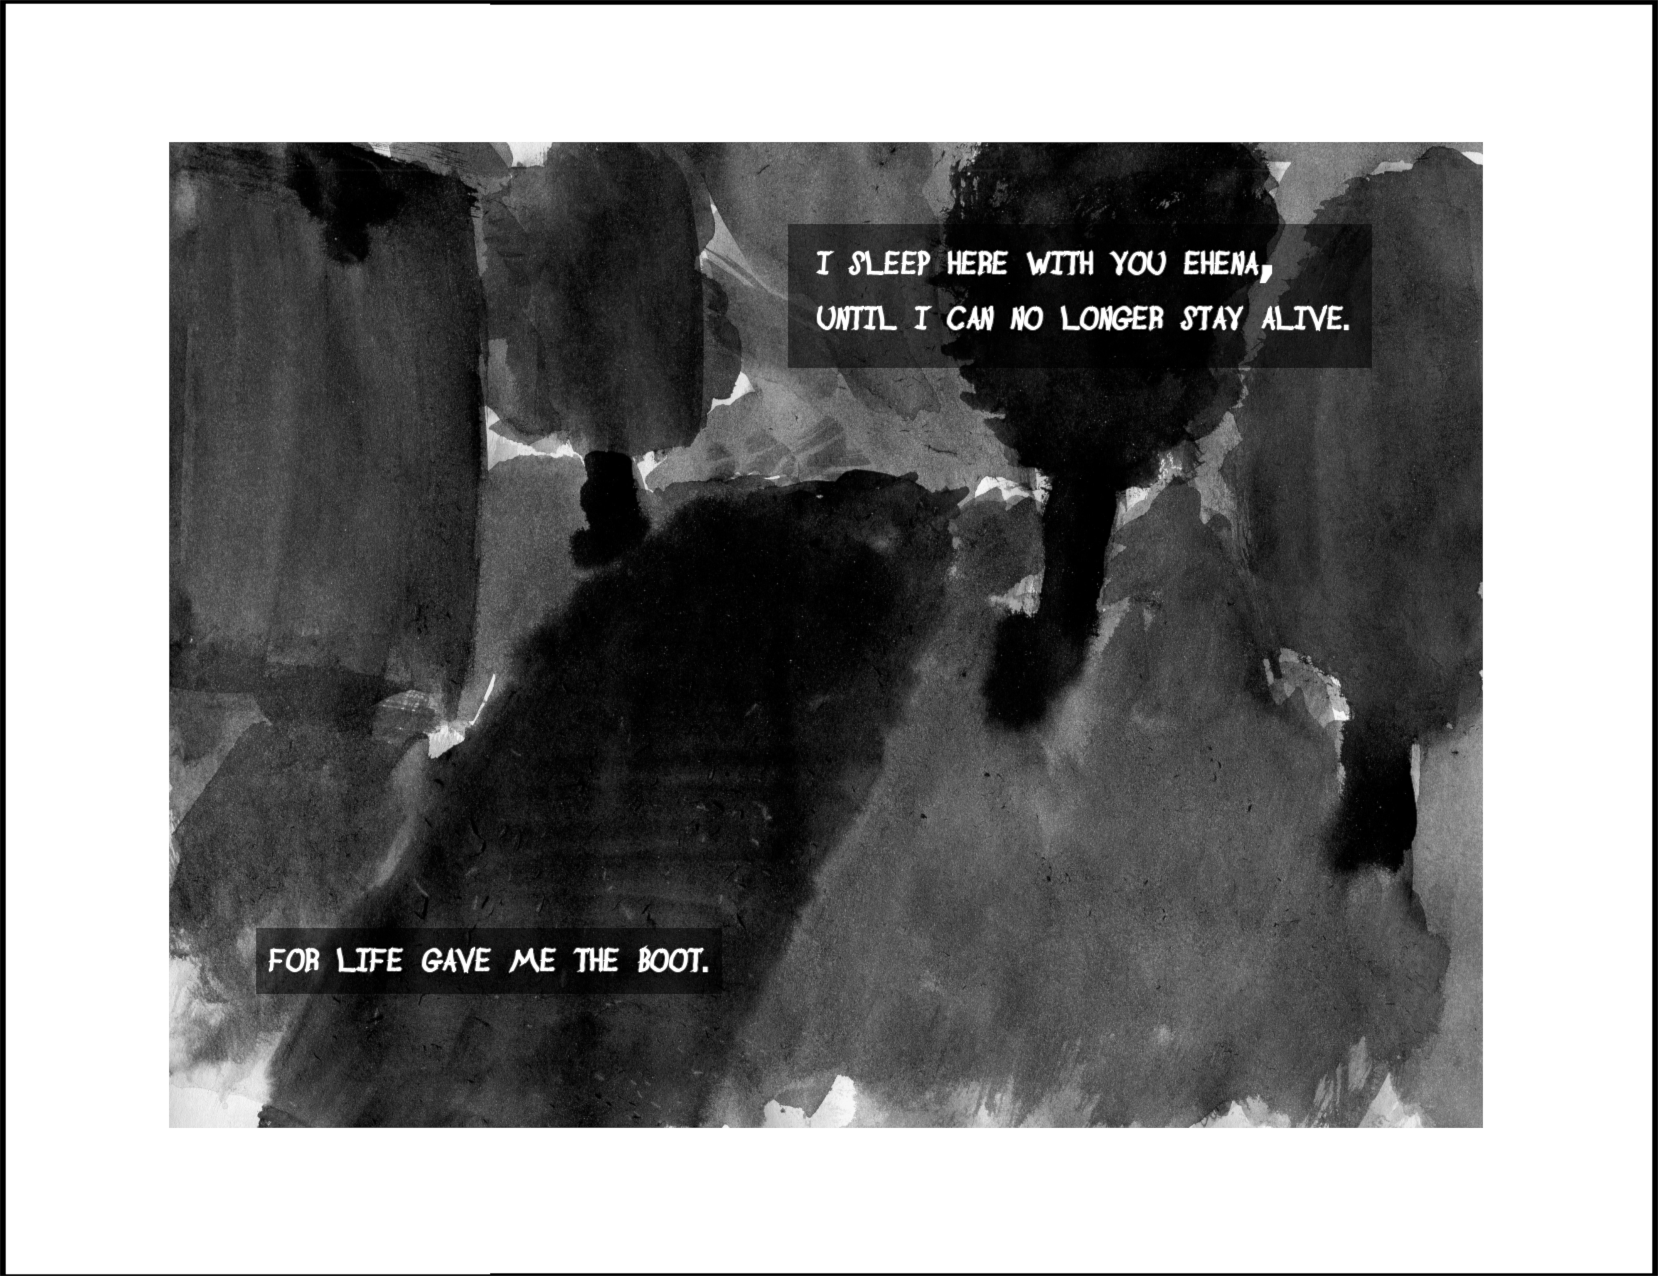 I SLEEP HERE WITH YOU EHENA,
UNTIL I CAN NO LONGER STAY ALIVE.
FOR LIFE GAVE ME THE BOOT.